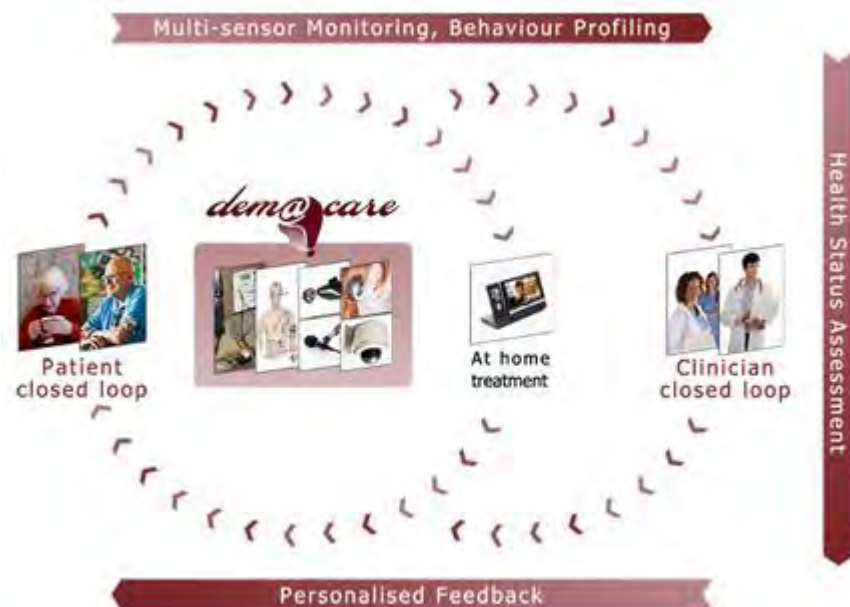 Multi-sensor Monitoring, Behaviour Profiling
Health Status Assessment
dem@care
Patient
closed loop
At home
treatment
Clinician
closed loop
Personalised Feedback